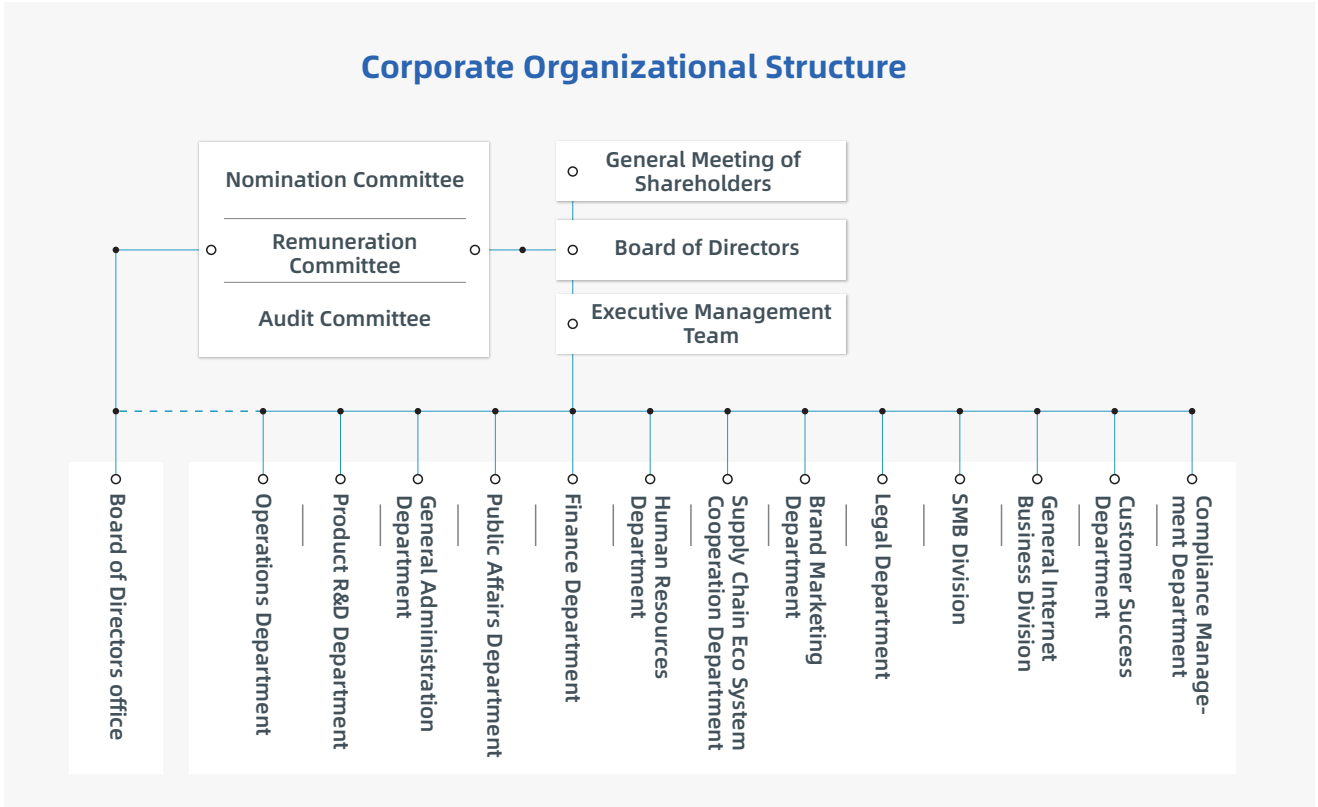 Corporate Organizational Structure
Nomination Committee
Remuneration
Committee
Audit Committee
General Meeting of
Shareholders
Board of Directors
Executive Management
Team
Board of Directors office
Operations Department
Product R&D Department
General Administration
Department
Public Affairs Department
Finance Department
Human Resources
Department
Supply Chain Eco System
Cooperation Department
Brand Marketing
Department
Legal Department
SMB Division
General Internet
Business Division
Customer Success
Department
Compliance Manage-
ment Department